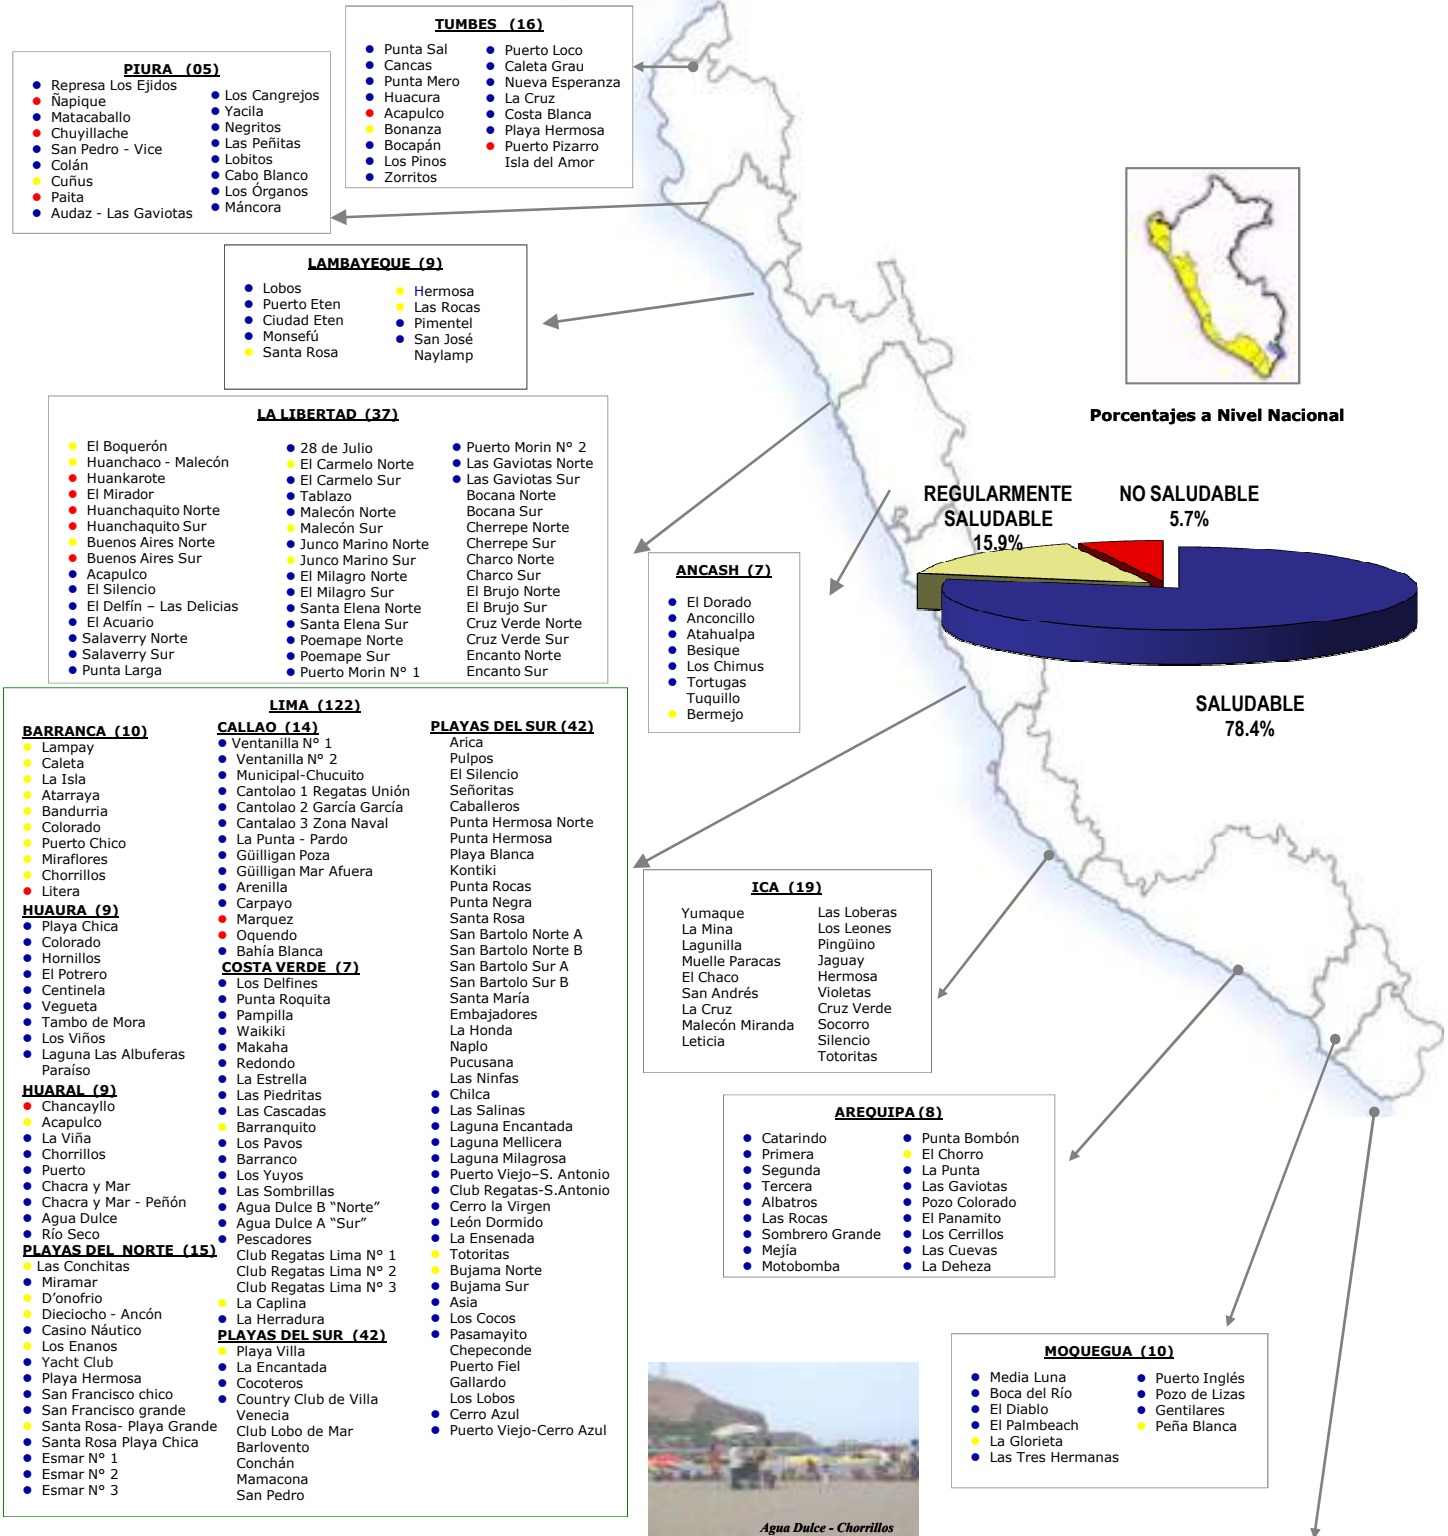 TUMBES (16)
Punta Sal
Cancas
Punta Mero
Huacura
Acapulco
Bonanza
Bocapán
Los Pinos
Zorritos
Puerto Loco
Caleta Grau
Nueva Esperanza
La Cruz
Costa Blanca
Playa Hermosa
Puerto Pizarro
Isla del Amor
PIURA (05)
Represa Los Ejidos
Ñapique
Matacaballo
Chuyillache
San Pedro - Vice
Colán
Cuñus
Paita
Audaz - Las Gaviotas
Los Cangrejos
Yacila
Negritos
Las Peñitas
Lobitos
Cabo Blanco
Los Órganos
Máncora
LAMBAYEQUE (9)
Lobos
Puerto Eten
Ciudad Eten
Monsefú
Santa Rosa
Hermosa
Las Rocas
Pimentel
San José
Naylamp
Porcentajes a Nivel Nacional
REGULARMENTE
SALUDABLE
15.9%
NO SALUDABLE
5.7%
SALUDABLE
78.4%
LA LIBERTAD (37)
El Boquerón
Huanchaco - Malecón
Huankarote
El Mirador
Huanchaquito Norte
Huanchaquito Sur
Buenos Aires Norte
Buenos Aires Sur
Acapulco
El Silencio
El Delfín – Las Delicias
El Acuario
Salaverry Norte
Salaverry Sur
Punta Larga
28 de Julio
El Carmelo Norte
El Carmelo Sur
Tablazo
Malecón Norte
Malecón Sur
Junco Marino Norte
Junco Marino Sur
El Milagro Norte
El Milagro Sur
Santa Elena Norte
Santa Elena Sur
Poemape Norte
Poemape Sur
Puerto Morin N° 1
Puerto Morin N° 2
Las Gaviotas Norte
Las Gaviotas Sur
Bocana Norte
Bocana Sur
Cherrepe Norte
Cherrepe Sur
Charco Norte
Charco Sur
El Brujo Norte
El Brujo Sur
Cruz Verde Norte
Cruz Verde Sur
Encanto Norte
Encanto Sur
ANCASH (7)
El Dorado
Anconcillo
Atahualpa
Besique
Los Chimus
Tortugas
Tuquillo
Bermejo
LIMA (122)
BARRANCA (10)
Lampay
Caleta
La Isla
Atarraya
Bandurria
Colorado
Puerto Chico
Miraflores
Chorrillos
Litera
HUAURA (9)
Playa Chica
Colorado
Hornillos
El Potrero
Centinela
Vegueta
Tambo de Mora
Los Viños
Laguna Las Albuferas
Paraíso
HUARAL (9)
Chancayllo
Acapulco
La Viña
Chorrillos
Puerto
Chacra y Mar
Chacra y Mar - Peñón
Agua Dulce
Río Seco
PLAYAS DEL NORTE (15)
Las Conchitas
Miramar
D'onofrio
Dieciocho - Ancón
Casino Náutico
Los Enanos
Yacht Club
Playa Hermosa
San Francisco chico
San Francisco grande
Santa Rosa- Playa Grande
Santa Rosa Playa Chica
Esmar N° 1
Esmar N° 2
Esmar N° 3
CALLAO (14)
Ventanilla N° 1
Ventanilla N° 2
Municipal-Chucuito
Cantolao 1 Regatas Unión
Cantolao 2 García García
Cantalao 3 Zona Naval
La Punta - Pardo
Güilligan Poza
Güilligan Mar Afuera
Arenilla
Carpayo
Marquez
Oquendo
Bahía Blanca
COSTA VERDE (7)
Los Delfines
Punta Roquita
Pampilla
Waikiki
Makaha
Redondo
La Estrella
Las Piedritas
Las Cascadas
Barranquito
Los Pavos
Barranco
Los Yuyos
Las Sombrillas
Agua Dulce B “Norte”
Agua Dulce A “Sur”
Pescadores
Club Regatas Lima N° 1
Club Regatas Lima N° 2
Club Regatas Lima N° 3
La Caplina
La Herradura
PLAYAS DEL SUR (42)
Playa Villa
La Encantada
Cocoteros
Country Club de Villa
Venecia
Club Lobo de Mar
Barlovento
Conchán
Mamacona
San Pedro
PLAYAS DEL SUR (42)
Arica
Pulpos
El Silencio
Señoritas
Caballeros
Punta Hermosa Norte
Punta Hermosa
Playa Blanca
Kontiki
Punta Rocas
Punta Negra
Santa Rosa
San Bartolo Norte A
San Bartolo Norte B
San Bartolo Sur A
San Bartolo Sur B
Santa María
Embajadores
La Honda
Naplo
Pucusana
Las Ninfas
Chilca
Las Salinas
Laguna Encantada
Laguna Mellicera
Laguna Milagrosa
Puerto Viejo–S. Antonio
Club Regatas-S.Antonio
Cerro la Virgen
León Dormido
La Ensenada
Totoritas
Bujama Norte
Bujama Sur
Asia
Los Cocos
Pasamayito
Chepeconde
Puerto Fiel
Gallardo
Los Lobos
Cerro Azul
Puerto Viejo-Cerro Azul
ICA (19)
Yumaque
La Mina
Lagunilla
Muelle Paracas
El Chaco
San Andrés
La Cruz
Malecón Miranda
Leticia
Las Loberas
Los Leones
Pingüino
Jaguay
Hermosa
Violetas
Cruz Verde
Socorro
Silencio
Totoritas
AREQUIPA (8)
Catarindo
Primera
Segunda
Tercera
Albatros
Las Rocas
Sombrero Grande
Mejía
Motobomba
Punta Bombón
El Chorro
La Punta
Las Gaviotas
Pozo Colorado
El Panamito
Los Cerrillos
Las Cuevas
La Deheza
MOQUEGUA (10)
Media Luna
Boca del Río
El Diablo
El Palmbeach
La Glorieta
Las Tres Hermanas
Puerto Inglés
Pozo de Lizas
Gentilares
Peña Blanca
Agua Dulce - Chorrillos